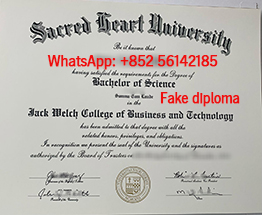 Sacred Heart University
Be it known that
WhatsApp: +852 56142185
having satisfied the requirements for the Degree of
Bachelor of Science
Summa Cum Laude
Fake diploma
in the
Jack Welch College of Business and Technology
has been admitted to that degree with all the
entitled honors, privileges, and obligations.
In recognition we present the seal of the University and the signatures as
authorized by the Board of Trustees